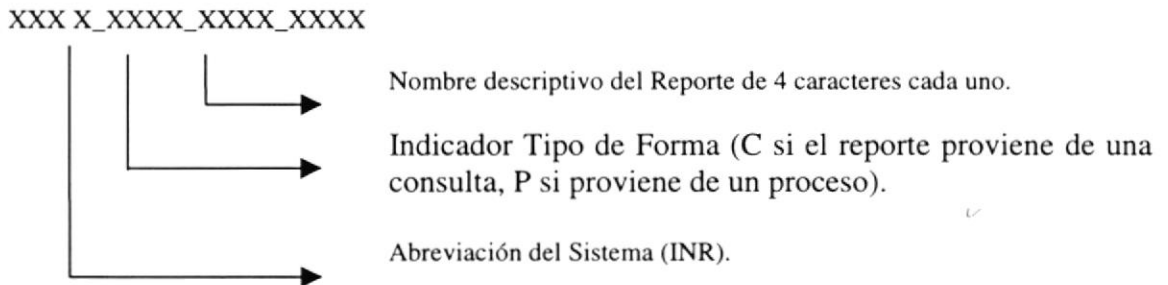 XXX X_XXXX_XXXX_XXXX
Nombre descriptivo del Reporte de 4 caracteres cada uno.
Indicador Tipo de Forma (C si el reporte proviene de una
consulta, P si proviene de un proceso).
Abreviación del Sistema (INR).